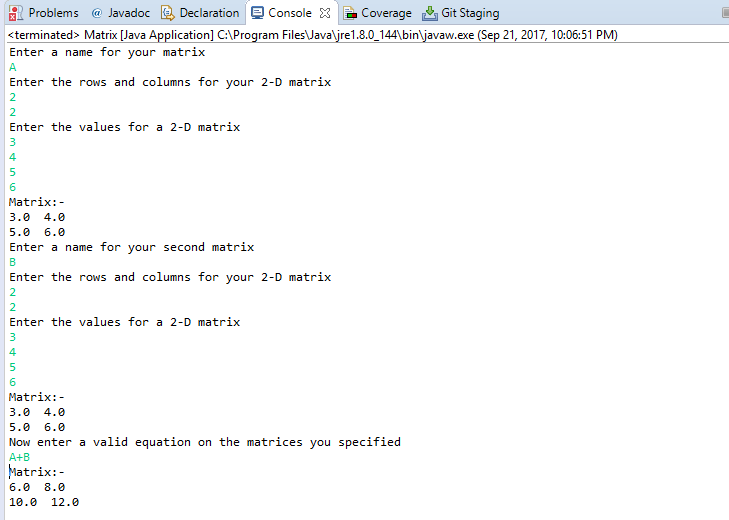 Problems @ Javadoc Declaration Console Coverage Git Staging
<terminated> Matrix [Java Application] C:\Program Files\Java\jre1.8.0_144\bin\javaw.exe (Sep 21, 2017, 10:06:51 PM)
Enter a name for your matrix
A
Enter the rows and columns for your 2-D matrix
2
2
Enter the values for a 2-D matrix
3
4
5
6
Matrix:-
3.0  4.0
5.0  6.0
Enter a name for your second matrix
B
Enter the rows and columns for your 2-D matrix
2
2
Enter the values for a 2-D matrix
3
4
5
6
Matrix:-
3.0  4.0
5.0  6.0
Now enter a valid equation on the matrices you specified
A+B
Matrix:-
6.0  8.0
10.0  12.0